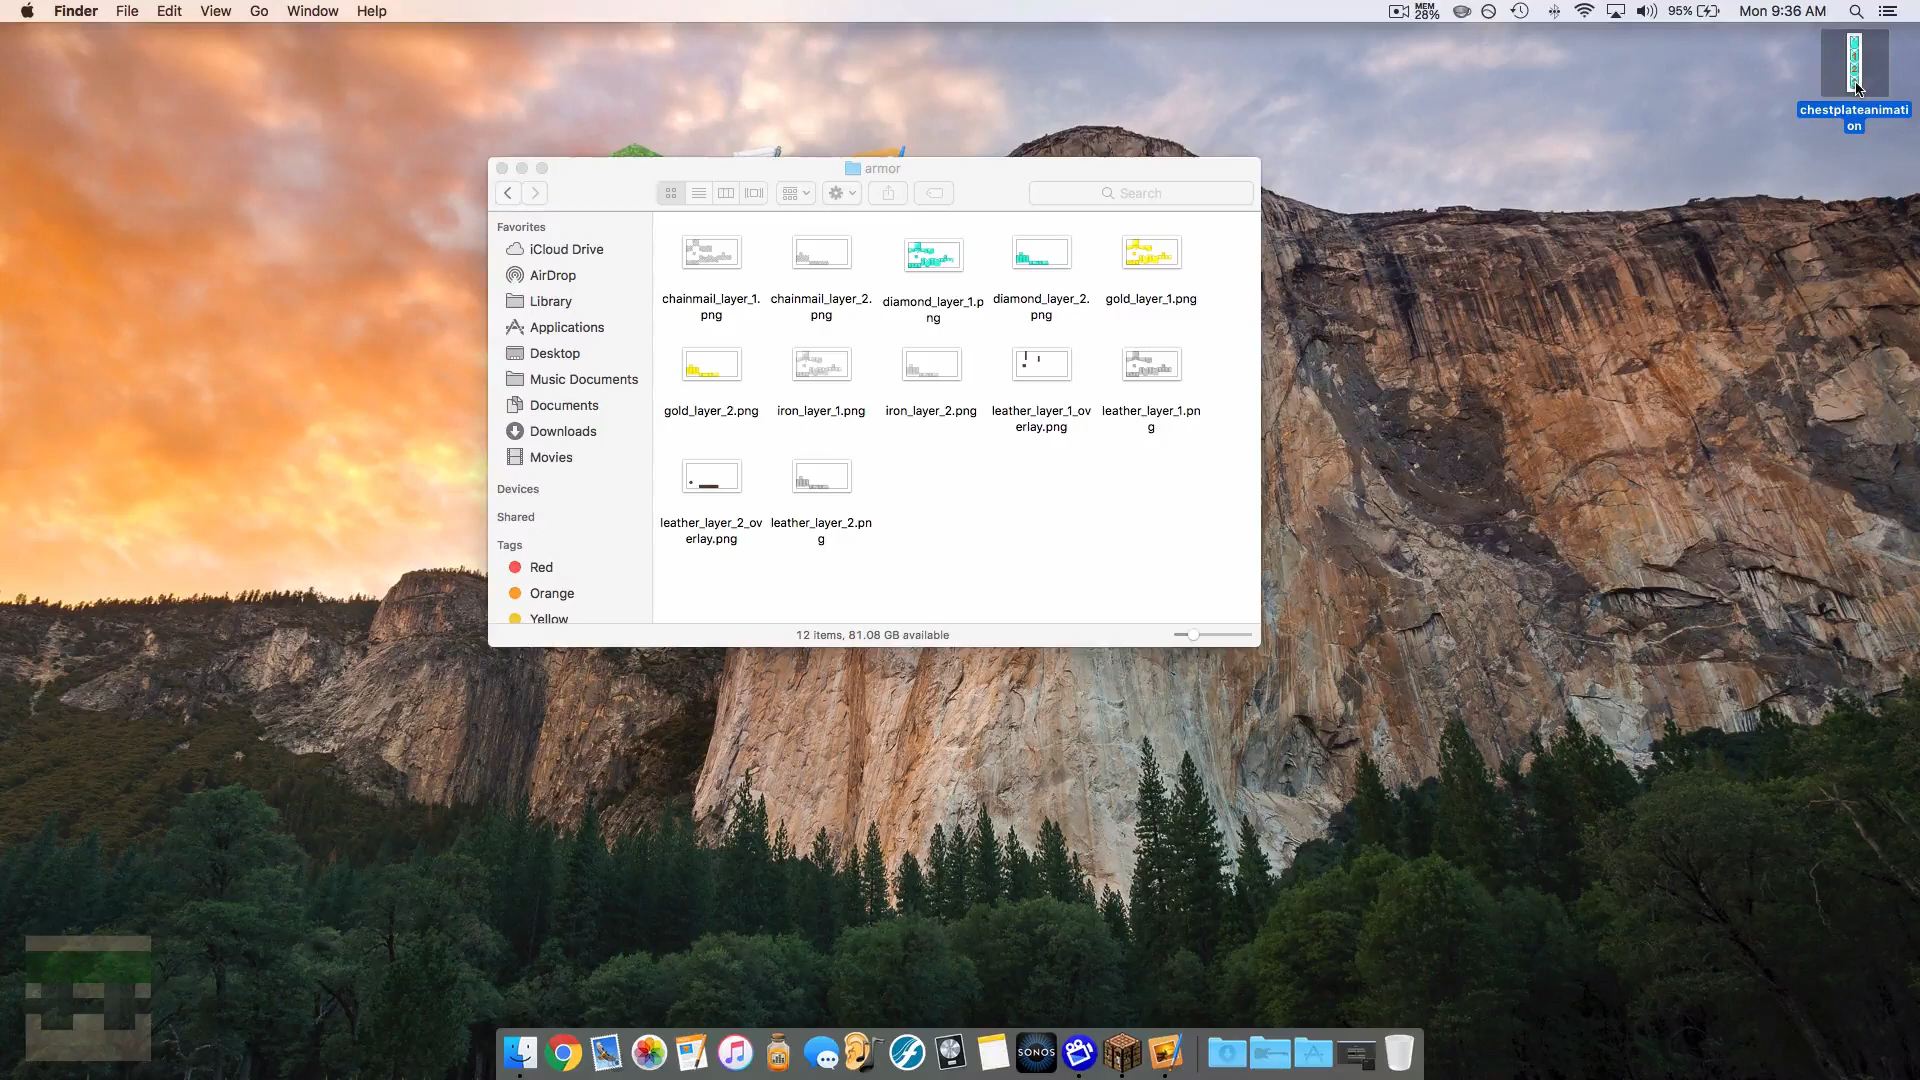 Finder File Edit View Go Window Help
MEM
28%
95% Mon 9:36 AM
chestplateanimati
on
armor
Search
Favorites
iCloud Drive
AirDrop
Library
Applications
Desktop
Music Documents
Documents
Downloads
Movies
Devices
Shared
Tags
Red
Orange
Yellow
chainmail_layer_1.
png
chainmail_layer_2.
png
diamond_layer_1.p
ng
diamond_layer_2.
png
gold_layer_1.png
gold_layer_2.png
iron_layer_1.png
iron_layer_2.png
leather_layer_1_ov
erlay.png
leather_layer_1.pn
g
leather_layer_2_ov
erlay.png
leather_layer_2.pn
g
12 items, 81.08 GB available
SONOS